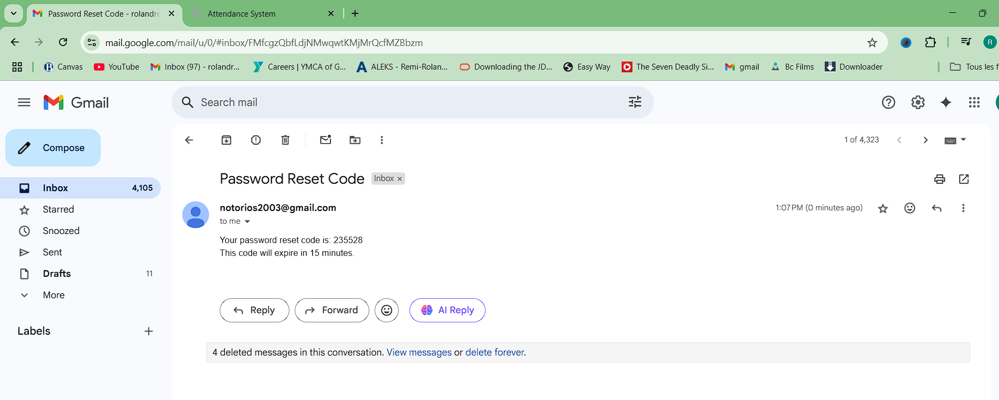 Password Reset Code - rolandre
Attendance System
mail.google.com/mail/u/0/#inbox/FMfcgzQbfLdjNMwqwtKMjMrQcfMZBbzm
R
Canvas
YouTube
Inbox (97) - rolandr...
Careers | YMCA of G...
ALEKS - Remi-Rolan...
Downloading the JD...
Easy Way
The Seven Deadly Si...
gmail
Bc Films
Downloader
Tous les f
Gmail
Search mail
Compose
1 of 4,323
Password Reset Code
Inbox ×
Inbox 4,105
Starred
Snoozed
Sent
Drafts 11
More
Labels
notorios2003@gmail.com
1:07 PM (0 minutes ago)
to me
Your password reset code is: 235528
This code will expire in 15 minutes.
Reply
Forward
AI Reply
4 deleted messages in this conversation. View messages or delete forever.